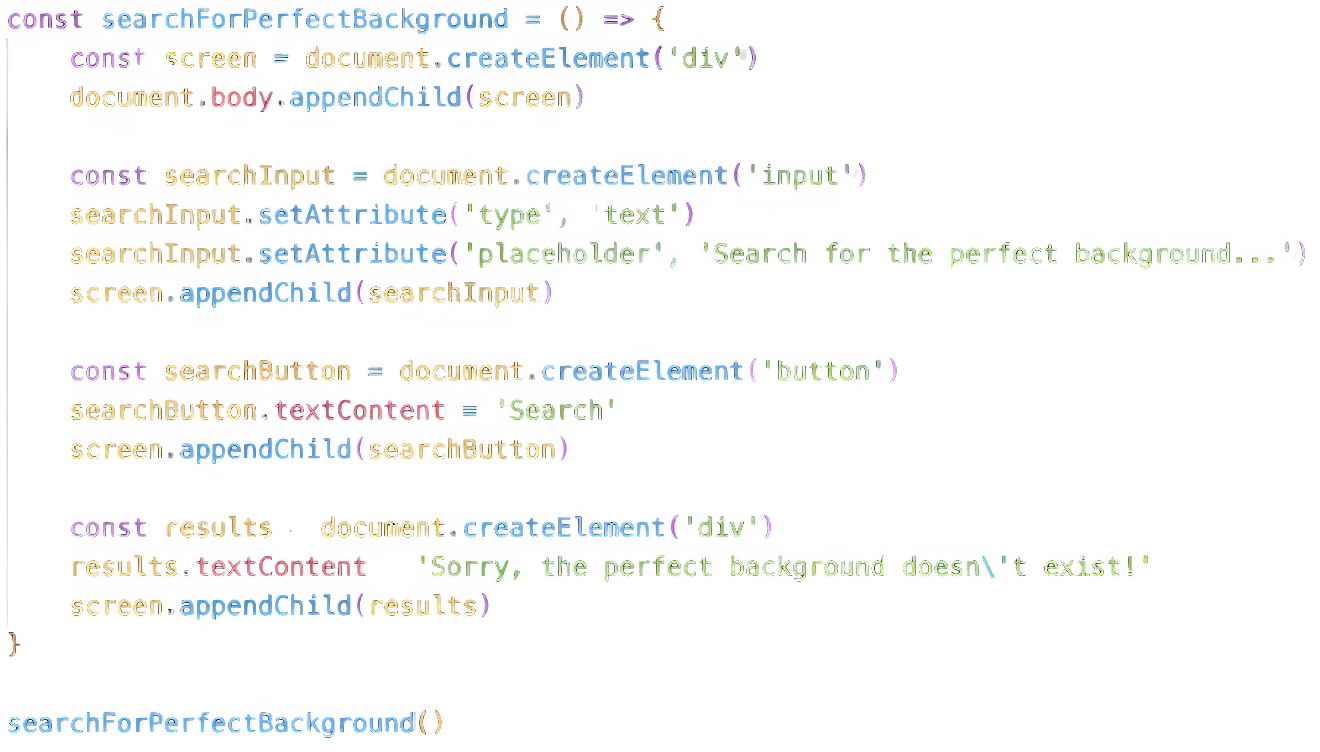 const searchForPerfectBackground = () => {
    const screen = document.createElement('div')
    document.body.appendChild(screen)

    const searchInput = document.createElement('input')
    searchInput.setAttribute('type', 'text')
    searchInput.setAttribute('placeholder', 'Search for the perfect background...')
    screen.appendChild(searchInput)

    const searchButton = document.createElement('button')
    searchButton.textContent = 'Search'
    screen.appendChild(searchButton)

    const results   document.createElement('div')
    results.textContent   'Sorry, the perfect background doesn\'t exist!'
    screen.appendChild(results)
}

searchForPerfectBackground()